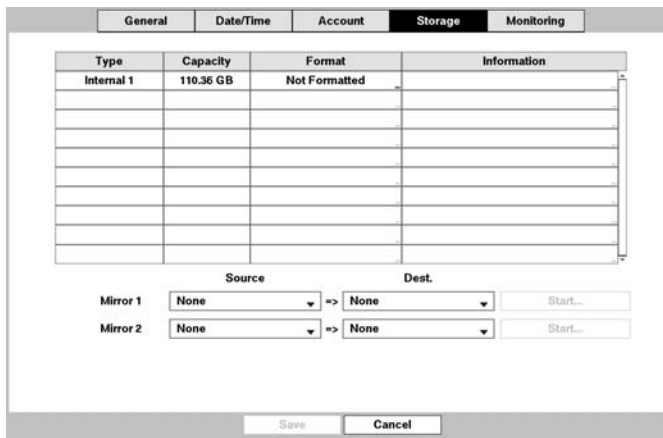 General Date/Time Account Storage Monitoring
Type Capacity Format Information
Internal 1 110.36 GB Not Formatted
Source Dest.
Mirror 1 None => None Start...
Mirror 2 None => None Start...
Save Cancel